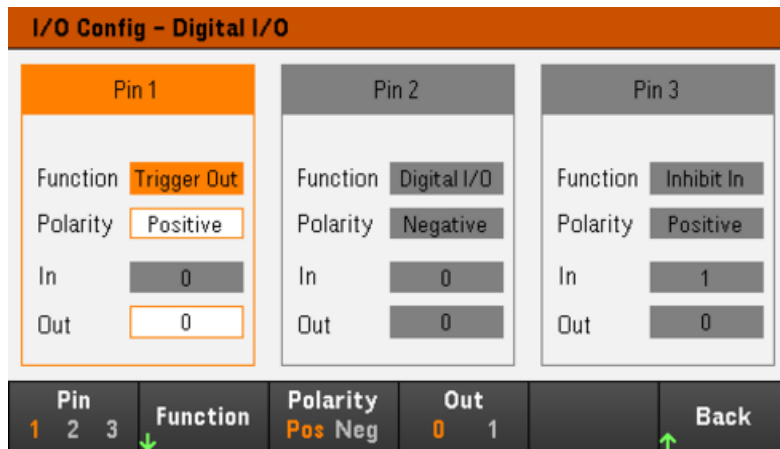 I/O Config – Digital I/O
Pin 1
Function Trigger Out
Polarity Positive
In 0
Out 0
Pin 2
Function Digital I/O
Polarity Negative
In 0
Out 0
Pin 3
Function Inhibit In
Polarity Positive
In 1
Out 0
Pin
1 2 3
Function
Polarity
Pos Neg
Out
0 1
Back